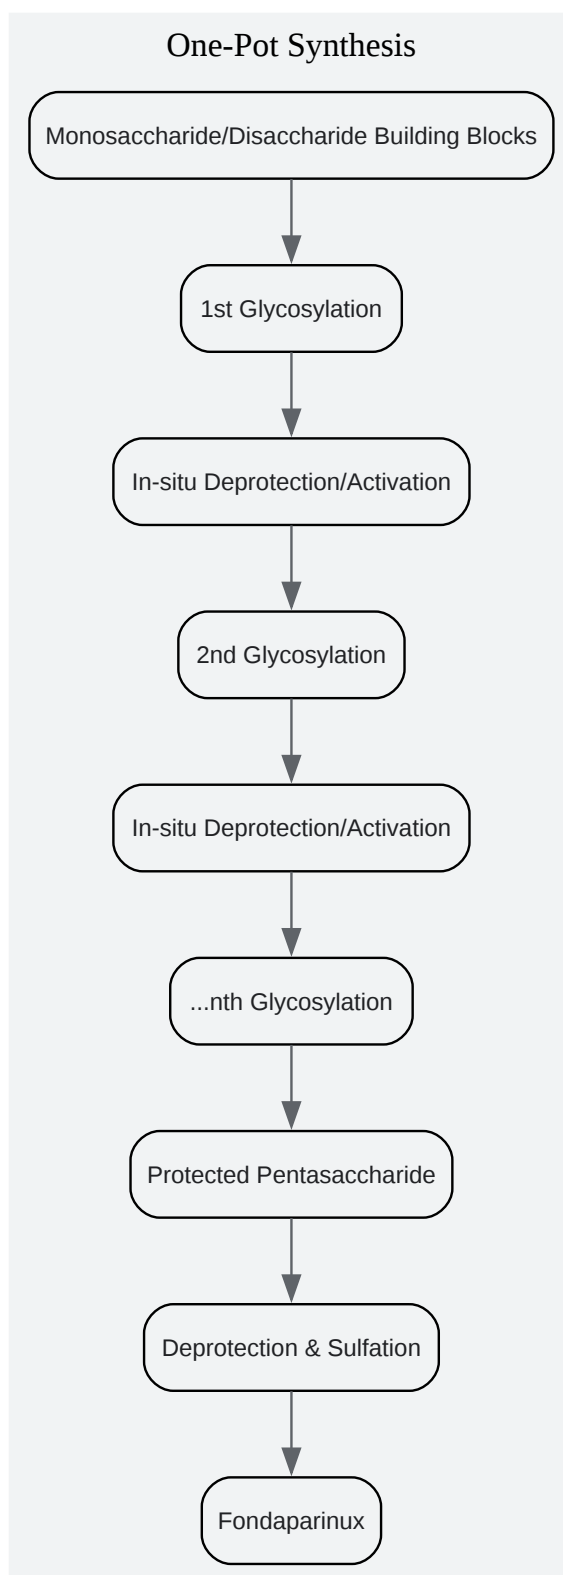 One-Pot Synthesis
Monosaccharide/Disaccharide Building Blocks
1st Glycosylation
In-situ Deprotection/Activation
2nd Glycosylation
In-situ Deprotection/Activation
...nth Glycosylation
Protected Pentasaccharide
Deprotection & Sulfation
Fondaparinux